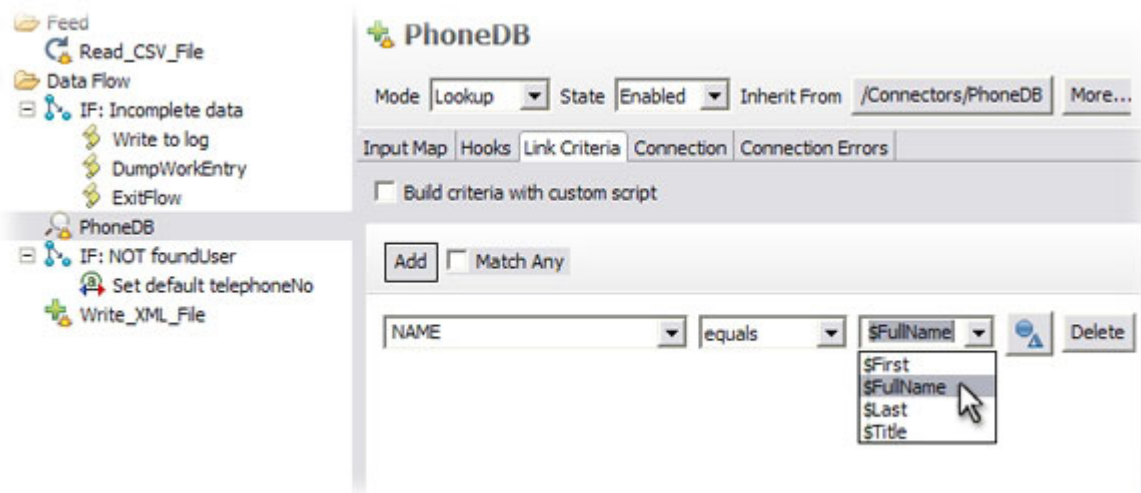 Feed
Read_CSV_File
Data Flow
IF: Incomplete data
Write to log
DumpWorkEntry
ExitFlow
PhoneDB
IF: NOT foundUser
Set default telephoneNo
Write_XML_File
PhoneDB
Mode Lookup State Enabled Inherit From /Connectors/PhoneDB More...
Input Map Hooks Link Criteria Connection Connection Errors
Build criteria with custom script
Add Match Any
NAME equals $FullName Delete
$First
$FullName
$Last
$Title